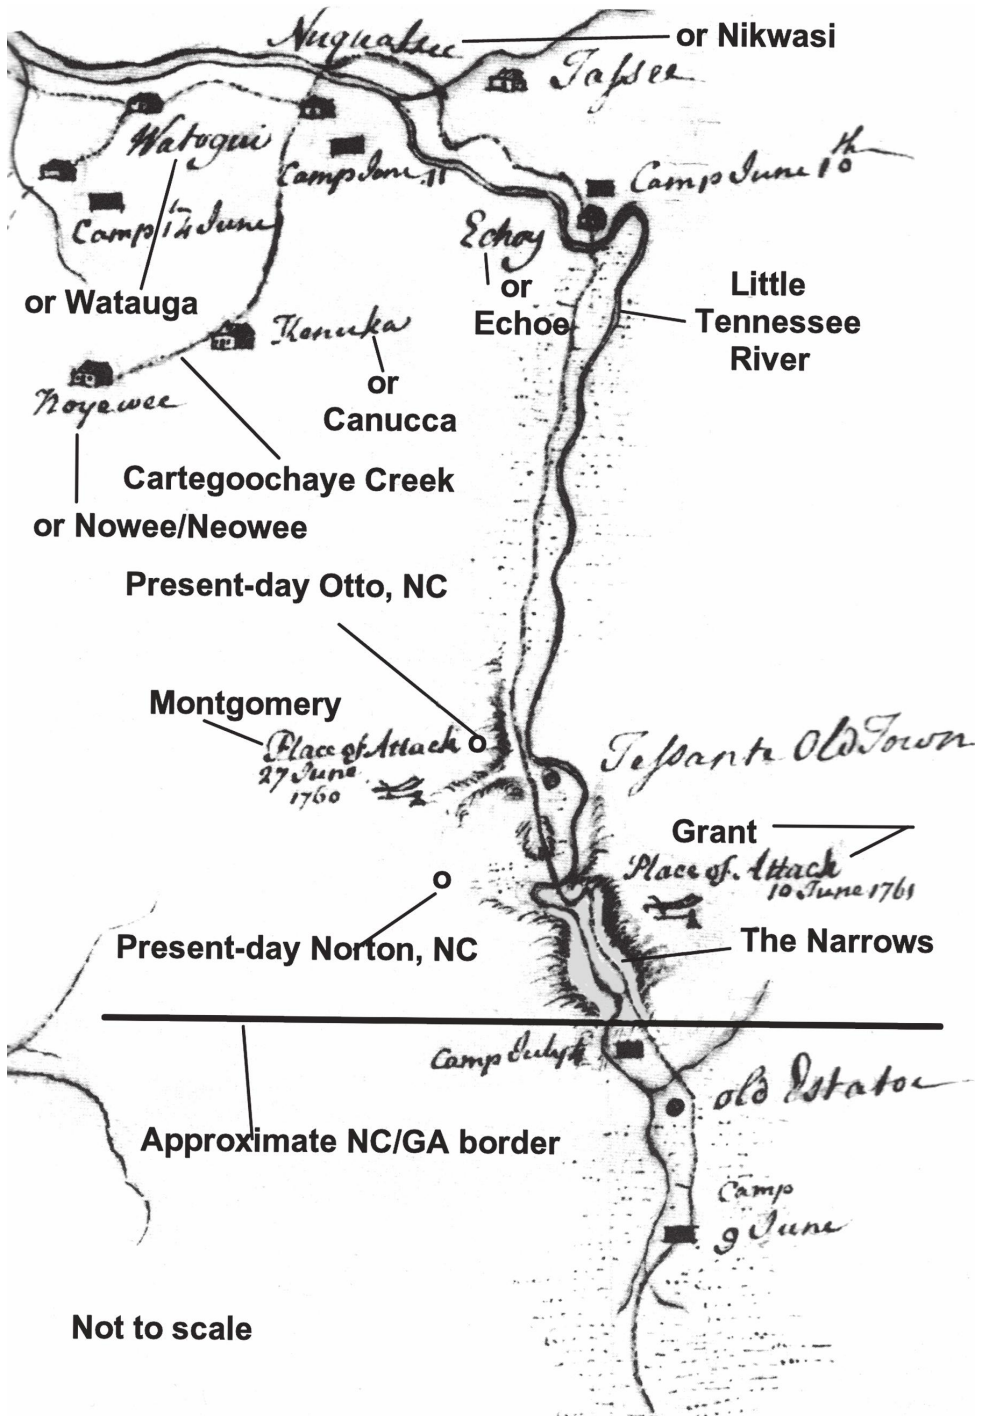 Nuquassee
or Nikwasi
Tassee
Watogui
Camp June 11
Camp June 10th
Camp 14 June
Echoy
or
Echoe
or Watauga
Little
Tennessee
River
Kenuka
or
Canucca
Noyewee
Cartegoochaye Creek
or Nowee/Neowee
Present-day Otto, NC
Montgomery
Place of Attack
27 June
1760
Tessante Old Town
Grant
Place of Attack
10 June 1761
The Narrows
Present-day Norton, NC
Camp July
old Estatoe
Approximate NC/GA border
Camp
9 June
Not to scale